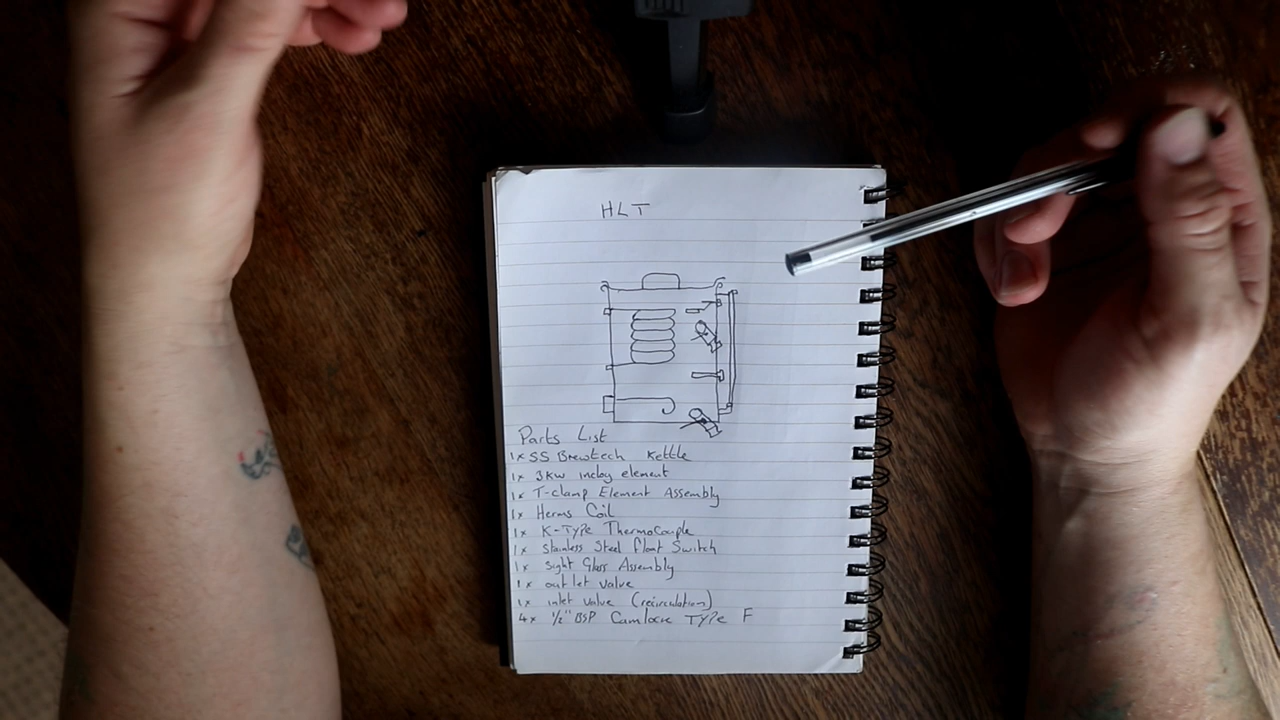 HLT
Parts List
1x SS Brewtech Kettle
1x 3kw incloy element
1x T-clamp Element Assembly
1x Herms Coil
1x K-Type ThermoCouple
1x Stainless Steel float Switch
1x Sight Glass Assembly
1x outlet valve
1x inlet valve (recirculation)
4x 1/2" BSP Camlock Type F